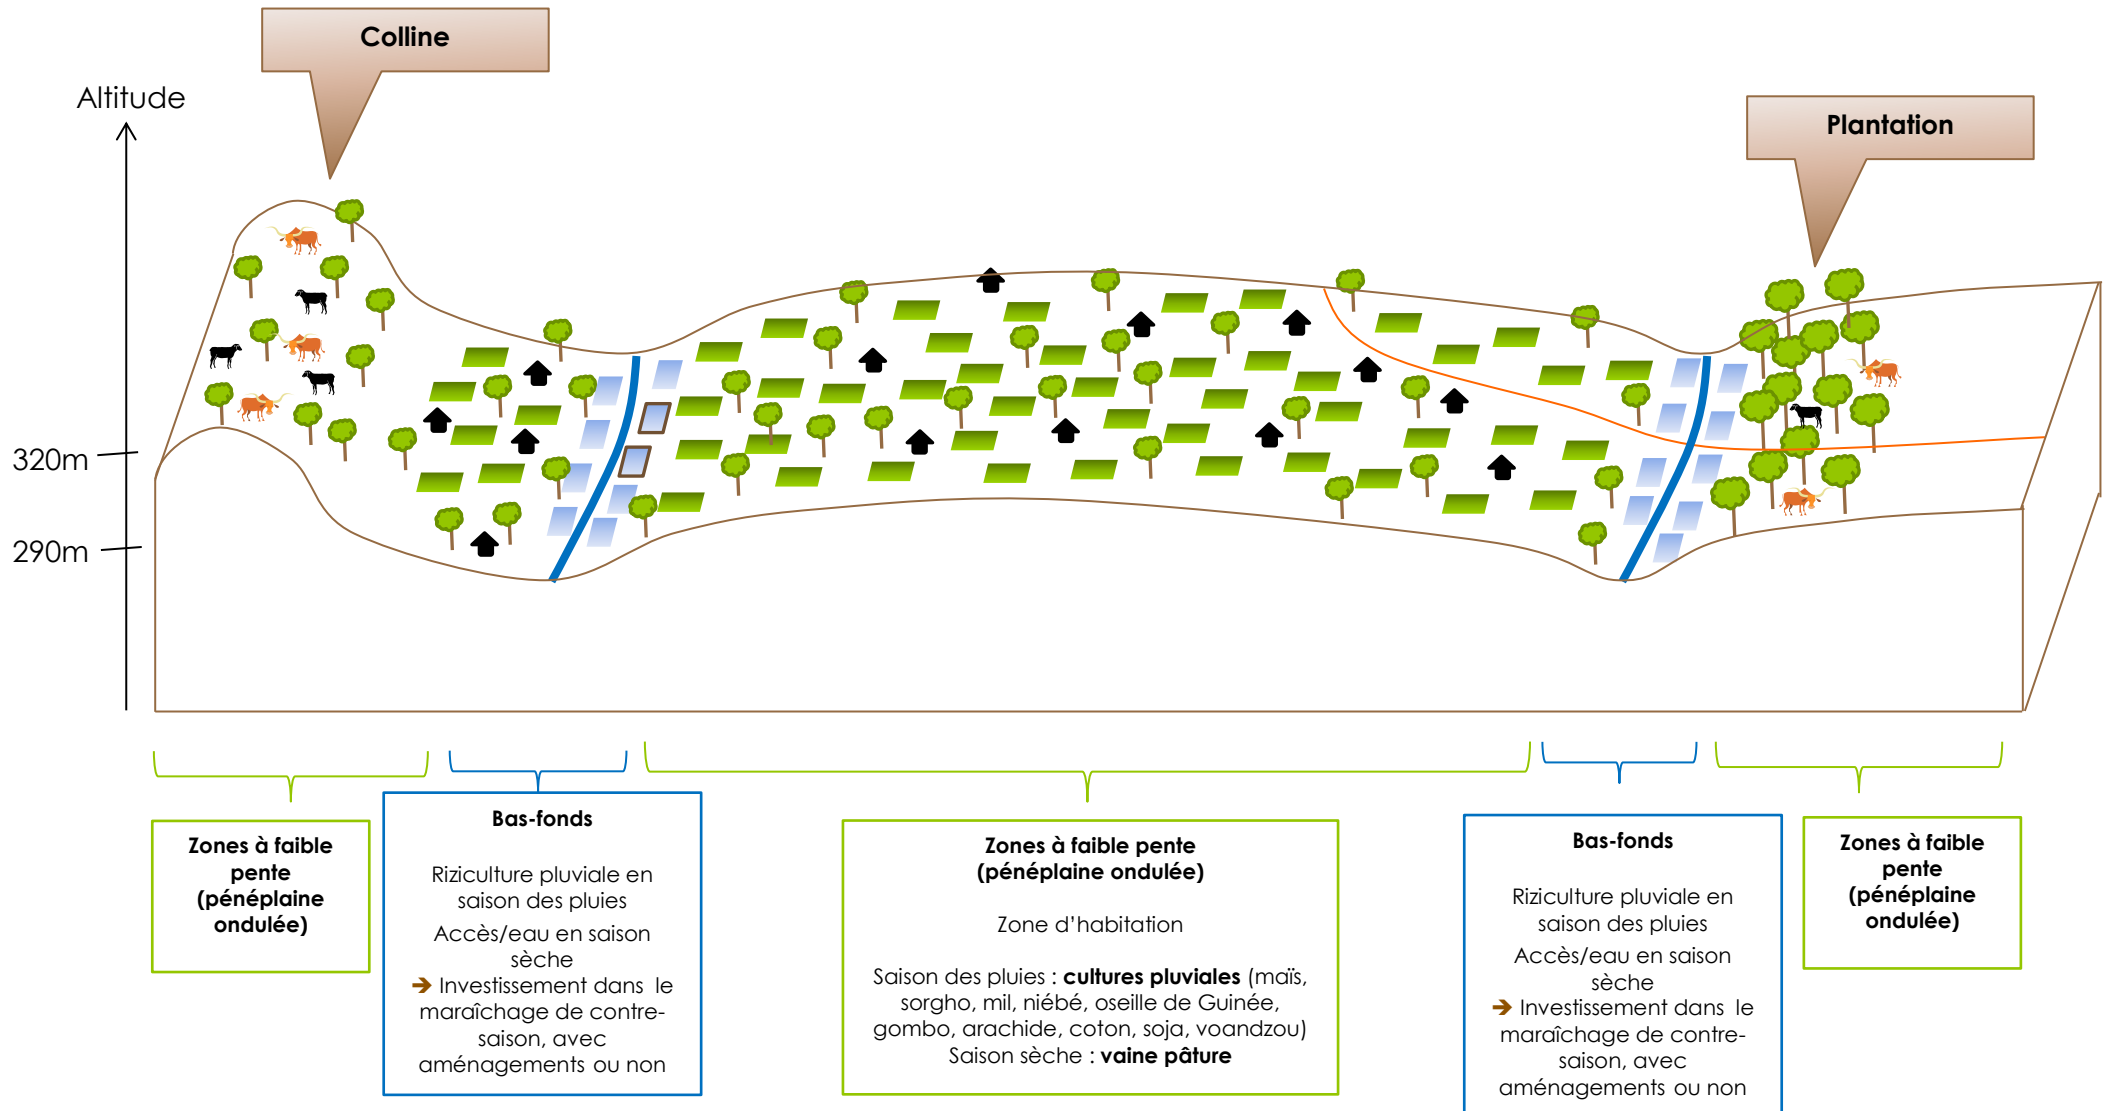 Colline
Altitude
Plantation
320m
290m
Zones à faible
pente
(pénéplaine
ondulée)
Bas-fonds
Riziculture pluviale en
saison des pluies
Accès/eau en saison
sèche
➔ Investissement dans le
maraîchage de contre-
saison, avec
aménagements ou non
Zones à faible pente
(pénéplaine ondulée)
Zone d’habitation
Saison des pluies : cultures pluviales (maïs,
sorgho, mil, niébé, oseille de Guinée,
gombo, arachide, coton, soja, voandzou)
Saison sèche : vaine pâture
Bas-fonds
Riziculture pluviale en
saison des pluies
Accès/eau en saison
sèche
➔ Investissement dans le
maraîchage de contre-
saison, avec
aménagements ou non
Zones à faible
pente
(pénéplaine
ondulée)